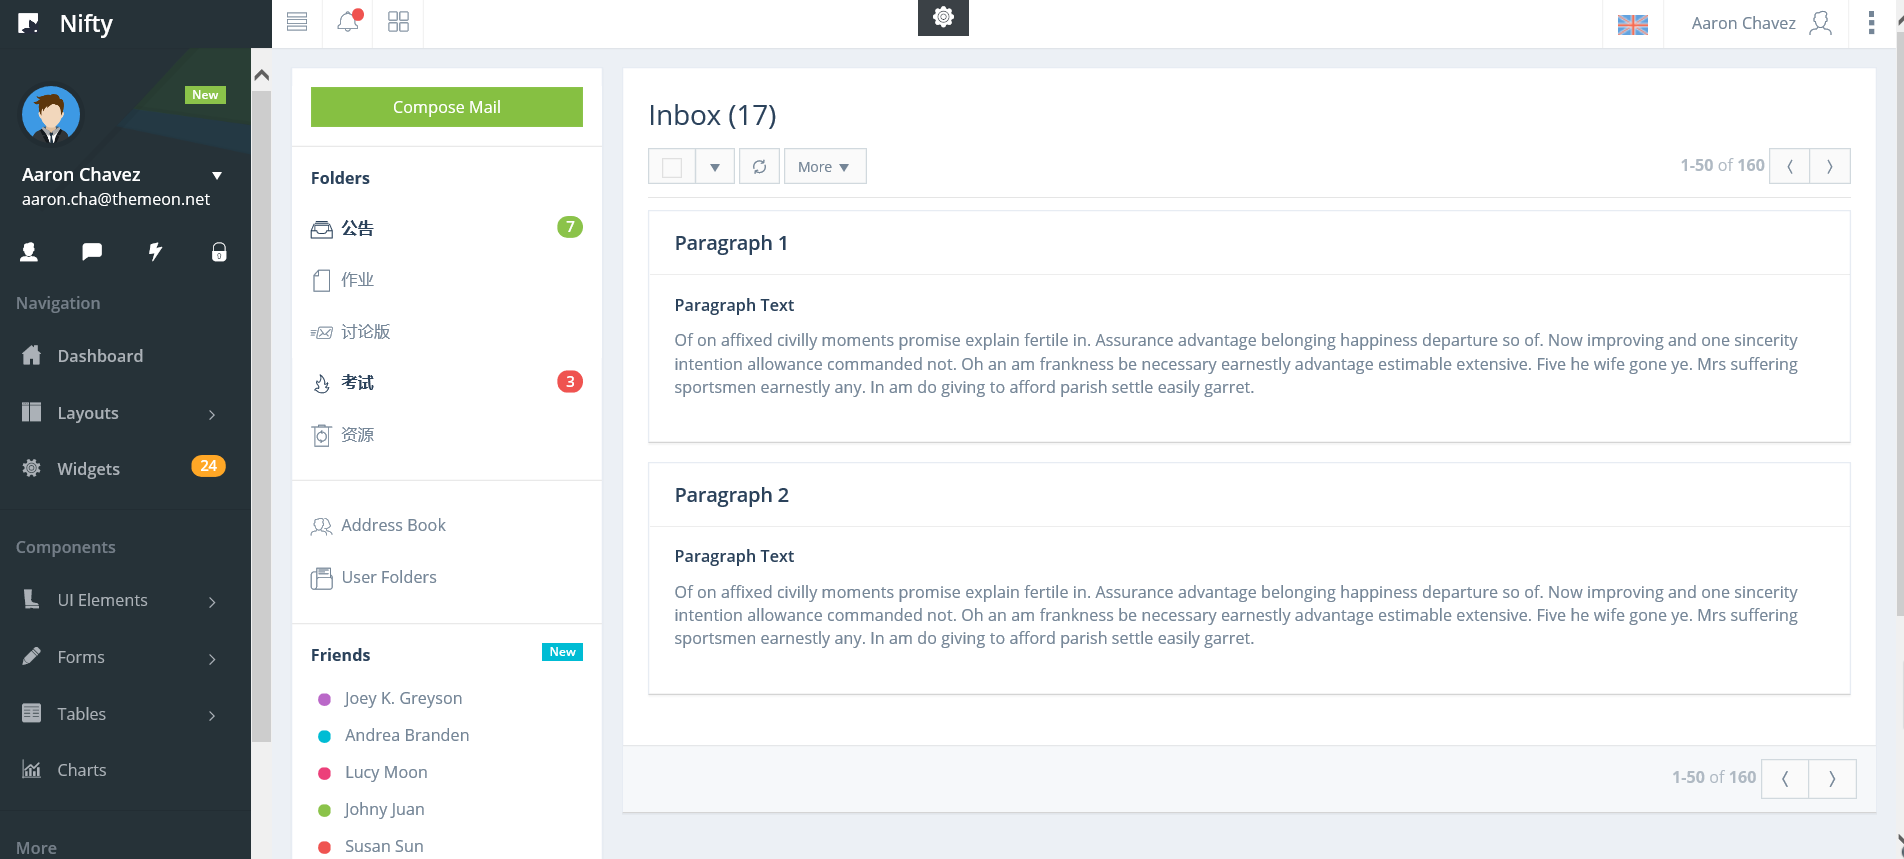 Nifty
Aaron Chavez
New
Aaron Chavez
aaron.cha@themeon.net
Navigation
Dashboard
Layouts
Widgets
24
Components
UI Elements
Forms
Tables
Charts
More
Compose Mail
Folders
公告
7
作业
讨论版
考试
3
资源
Address Book
User Folders
Friends
New
Joey K. Greyson
Andrea Branden
Lucy Moon
Johny Juan
Susan Sun
Inbox (17)
More
1-50 of 160
Paragraph 1
Paragraph Text
Of on affixed civilly moments promise explain fertile in. Assurance advantage belonging happiness departure so of. Now improving and one sincerity
intention allowance commanded not. Oh an am frankness be necessary earnestly advantage estimable extensive. Five he wife gone ye. Mrs suffering
sportsmen earnestly any. In am do giving to afford parish settle easily garret.
Paragraph 2
Paragraph Text
Of on affixed civilly moments promise explain fertile in. Assurance advantage belonging happiness departure so of. Now improving and one sincerity
intention allowance commanded not. Oh an am frankness be necessary earnestly advantage estimable extensive. Five he wife gone ye. Mrs suffering
sportsmen earnestly any. In am do giving to afford parish settle easily garret.
1-50 of 160